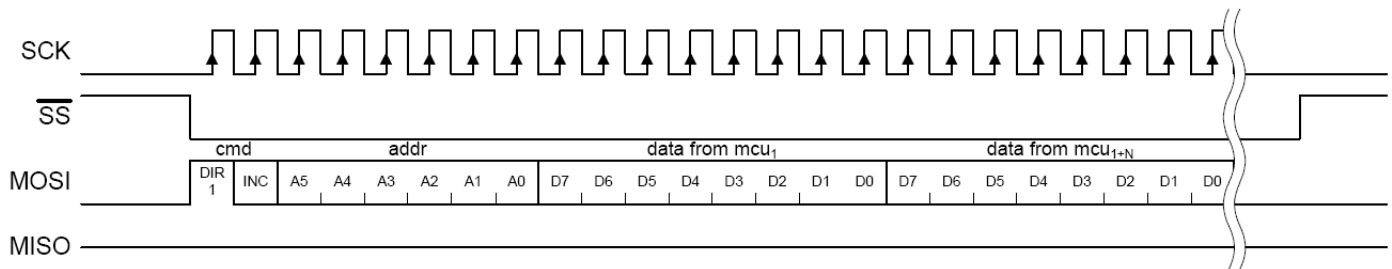 SCK
SS
cmd addr data from mcu1 data from mcu1+N
MOSI DIR 1 INC A5 A4 A3 A2 A1 A0 D7 D6 D5 D4 D3 D2 D1 D0 D7 D6 D5 D4 D3 D2 D1 D0
MISO